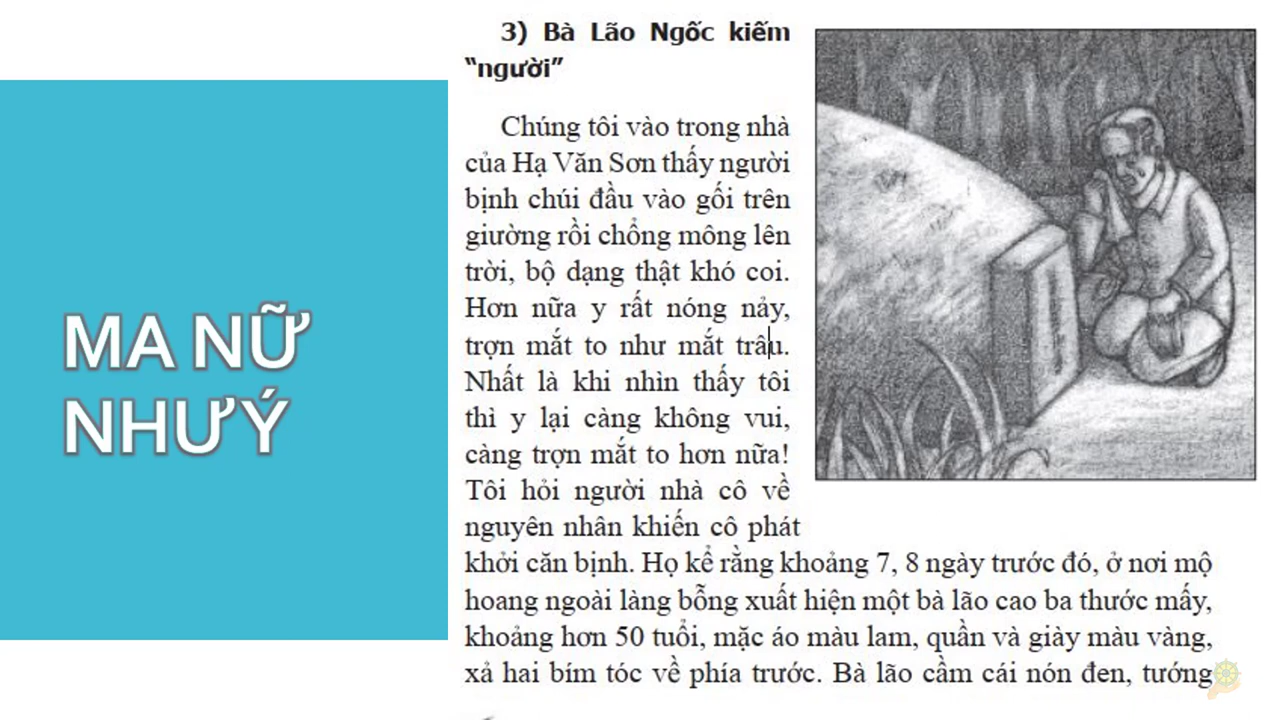 MA NỮ
NHƯ Ý
3) Bà Lão Ngốc kiếm
“người”
Chúng tôi vào trong nhà
của Hạ Văn Sơn thấy người
bịnh chúi đầu vào gối trên
giường rồi chổng mông lên
trời, bộ dạng thật khó coi.
Hơn nữa y rất nóng nảy,
trợn mắt to như mắt trâu.
Nhất là khi nhìn thấy tôi
thì y lại càng không vui,
càng trợn mắt to hơn nữa!
Tôi hỏi người nhà cô về
nguyên nhân khiến cô phát
khởi căn bịnh. Họ kể rằng khoảng 7, 8 ngày trước đó, ở nơi mộ
hoang ngoài làng bỗng xuất hiện một bà lão cao ba thước mấy,
khoảng hơn 50 tuổi, mặc áo màu lam, quần và giày màu vàng,
xả hai bím tóc về phía trước. Bà lão cầm cái nón đen, tướng